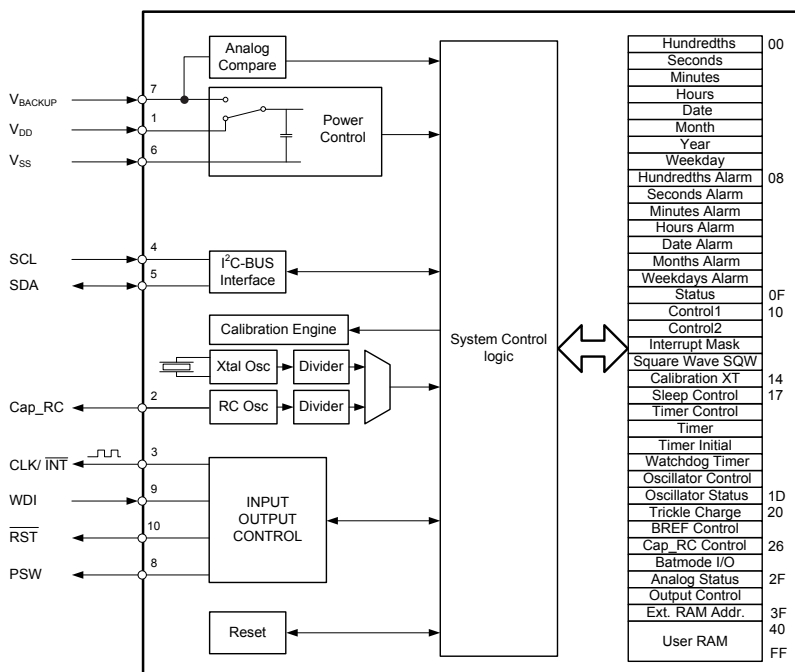 Analog
Compare
V_BACKUP 7
V_DD 1
V_SS 6
Power
Control
SCL 4
SDA 5
I²C-BUS
Interface
Calibration Engine
Xtal Osc Divider
Cap_RC 2
RC Osc Divider
CLK/ INT 3
WDI 9
RST 10
PSW 8
INPUT
OUTPUT
CONTROL
Reset
System Control
logic
Hundredths 00
Seconds
Minutes
Hours
Date
Month
Year
Weekday
Hundredths Alarm 08
Seconds Alarm
Minutes Alarm
Hours Alarm
Date Alarm
Months Alarm
Weekdays Alarm
Status 0F
Control1 10
Control2
Interrupt Mask
Square Wave SQW
Calibration XT 14
Sleep Control 17
Timer Control
Timer
Timer Initial
Watchdog Timer
Oscillator Control
Oscillator Status 1D
Trickle Charge 20
BREF Control
Cap_RC Control 26
Batmode I/O
Analog Status 2F
Output Control
Ext. RAM Addr. 3F
User RAM 40
FF